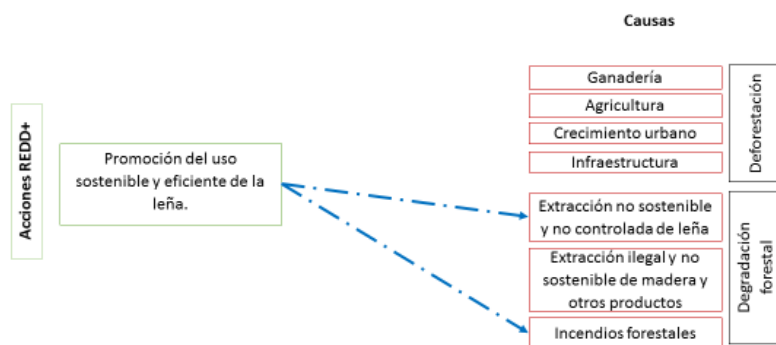 Causas
Acciones REDD+
Promoción del uso
sostenible y eficiente de la
leña.
Ganadería
Agricultura
Crecimiento urbano
Infraestructura
Deforestación
Extracción no sostenible
y no controlada de leña
Extracción ilegal y no
sostenible de madera y
otros productos
Incendios forestales
Degradación
forestal